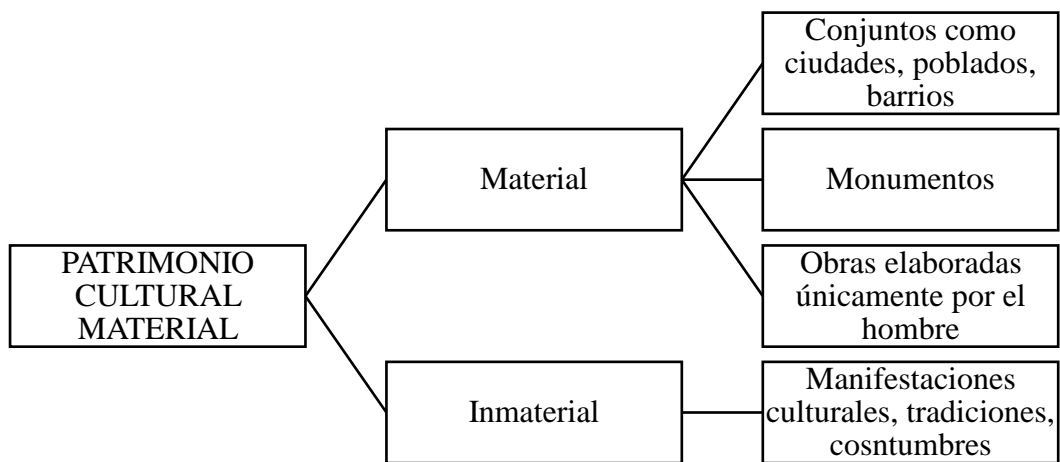 PATRIMONIO
CULTURAL
MATERIAL
Material
Conjuntos como
ciudades, poblados,
barrios
Monumentos
Obras elaboradas
únicamente por el
hombre
Inmaterial
Manifestaciones
culturales, tradiciones,
cosntumbres